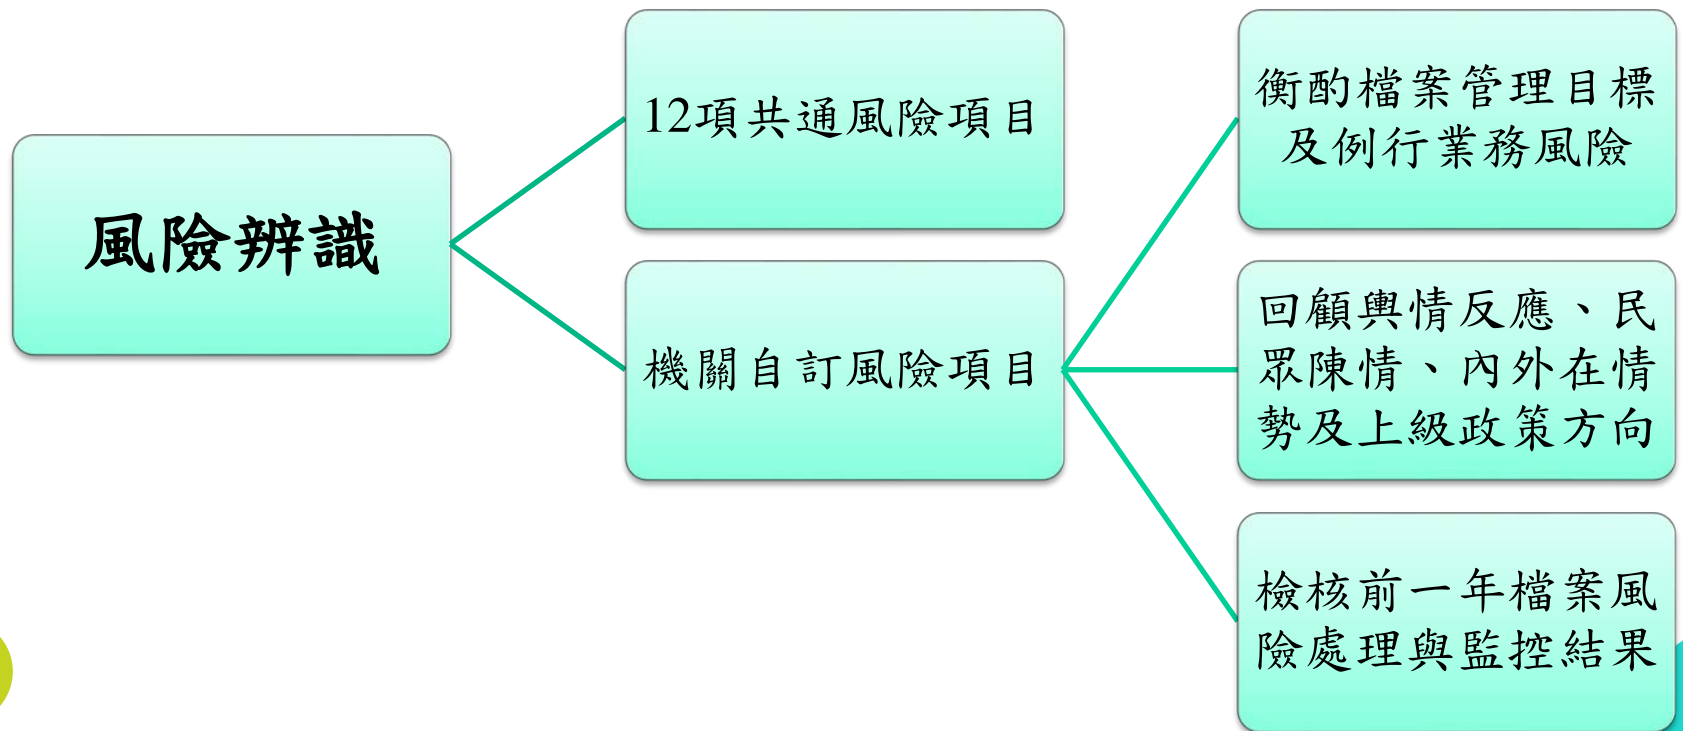 風險辨識
12項共通風險項目
機關自訂風險項目
衡酌檔案管理目標
及例行業務風險
回顧輿情反應、民
眾陳情、內外在情
勢及上級政策方向
檢核前一年檔案風
險處理與監控結果